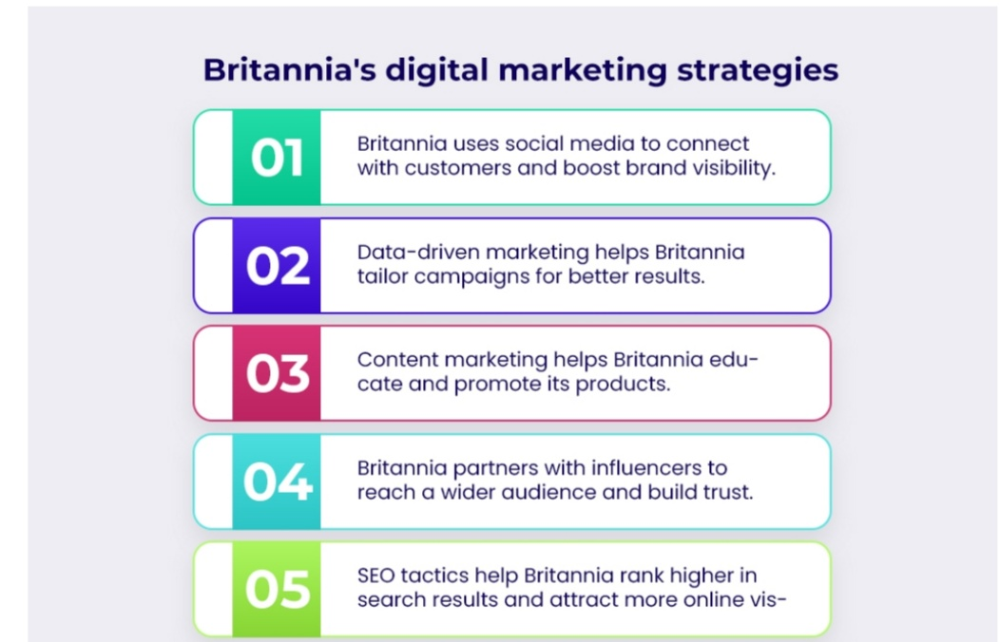 Britannia's digital marketing strategies
01
Britannia uses social media to connect
with customers and boost brand visibility.
02
Data-driven marketing helps Britannia
tailor campaigns for better results.
03
Content marketing helps Britannia edu-
cate and promote its products.
04
Britannia partners with influencers to
reach a wider audience and build trust.
05
SEO tactics help Britannia rank higher in
search results and attract more online vis-